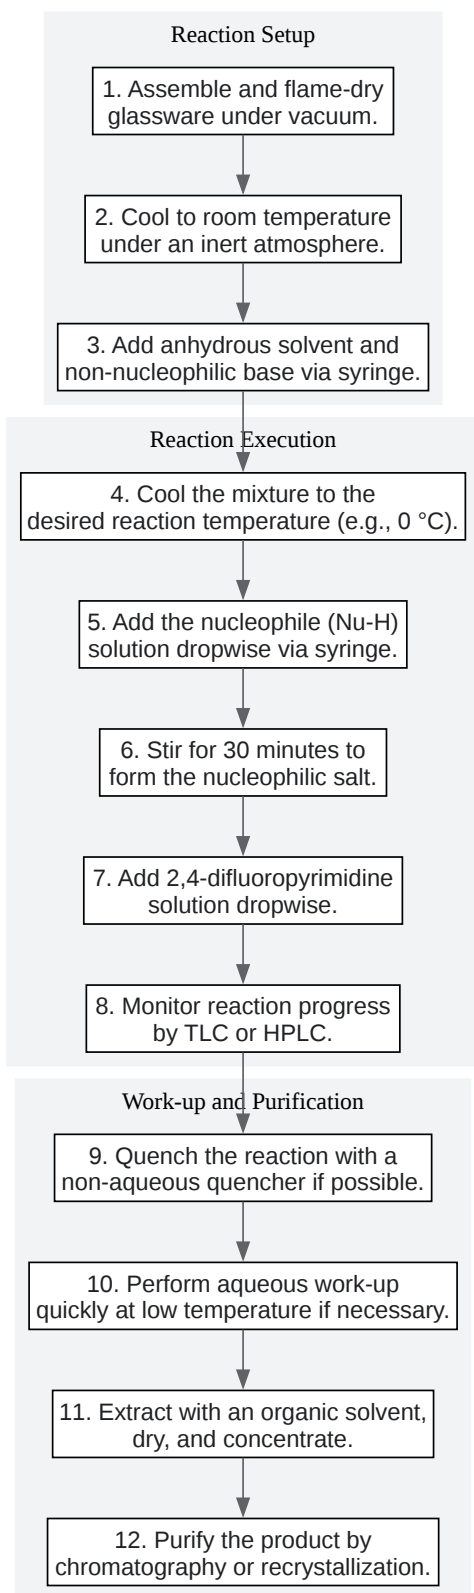 Reaction Setup
1. Assemble and flame-dry
glassware under vacuum.
2. Cool to room temperature
under an inert atmosphere.
3. Add anhydrous solvent and
non-nucleophilic base via syringe.
Reaction Execution
4. Cool the mixture to the
desired reaction temperature (e.g., 0 °C).
5. Add the nucleophile (Nu-H)
solution dropwise via syringe.
6. Stir for 30 minutes to
form the nucleophilic salt.
7. Add 2,4-difluoropyrimidine
solution dropwise.
8. Monitor reaction progress
by TLC or HPLC.
Work-up and Purification
9. Quench the reaction with a
non-aqueous quencher if possible.
10. Perform aqueous work-up
quickly at low temperature if necessary.
11. Extract with an organic solvent,
dry, and concentrate.
12. Purify the product by
chromatography or recrystallization.